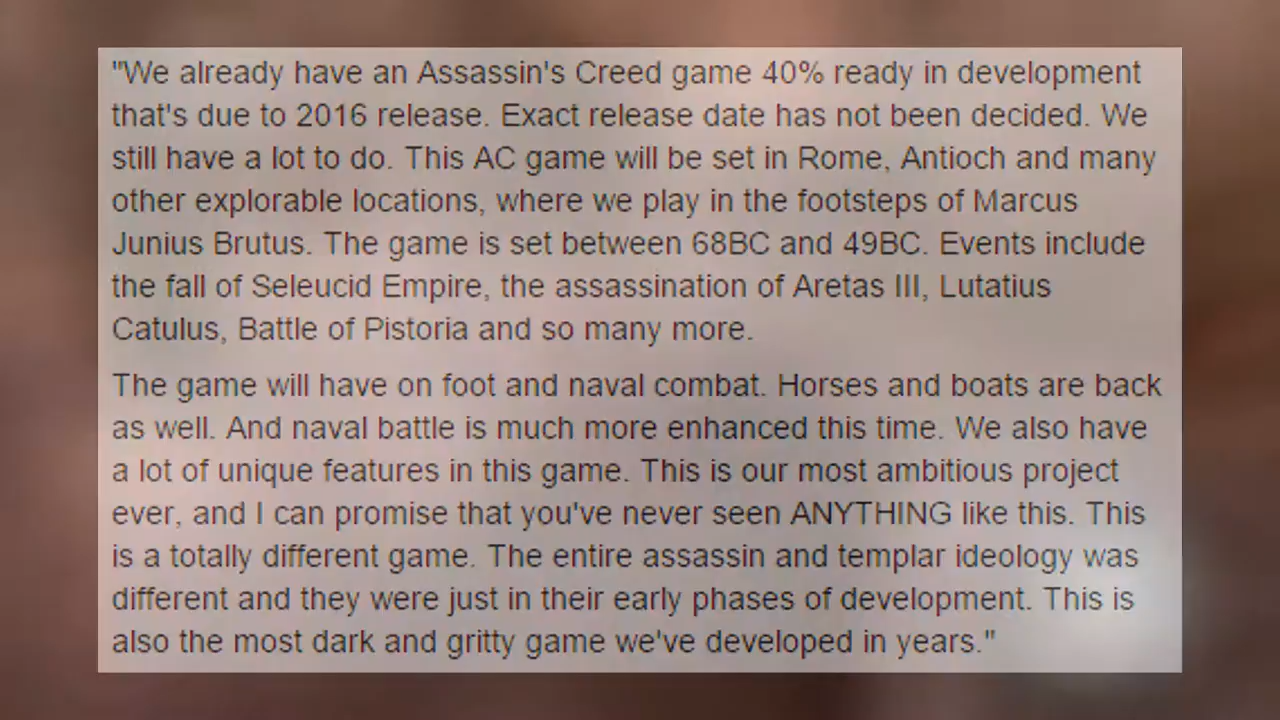 "We already have an Assassin's Creed game 40% ready in development
that's due to 2016 release. Exact release date has not been decided. We
still have a lot to do. This AC game will be set in Rome, Antioch and many
other explorable locations, where we play in the footsteps of Marcus
Junius Brutus. The game is set between 68BC and 49BC. Events include
the fall of Seleucid Empire, the assassination of Aretas III, Lutatius
Catulus, Battle of Pistoria and so many more.
The game will have on foot and naval combat. Horses and boats are back
as well. And naval battle is much more enhanced this time. We also have
a lot of unique features in this game. This is our most ambitious project
ever, and I can promise that you've never seen ANYTHING like this. This
is a totally different game. The entire assassin and templar ideology was
different and they were just in their early phases of development. This is
also the most dark and gritty game we've developed in years."